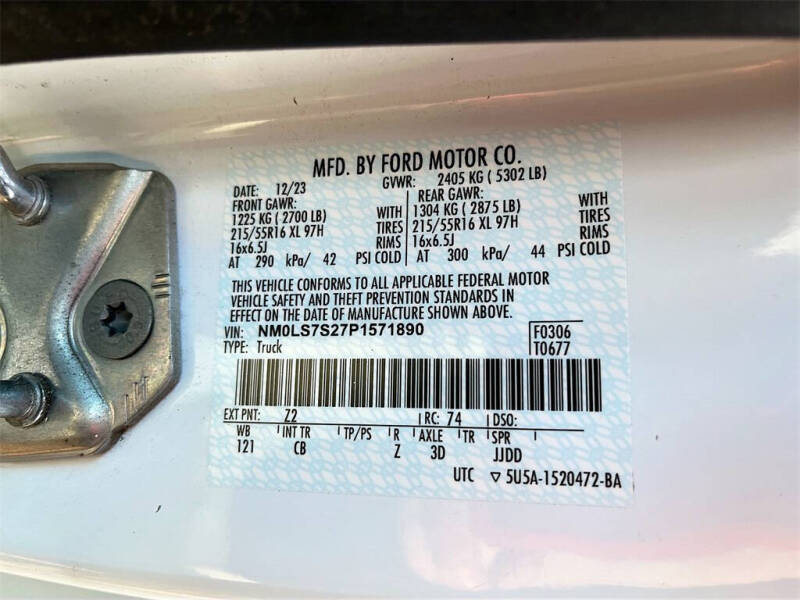 MFD. BY FORD MOTOR CO.
DATE: 12/23 GVWR: 2405 KG ( 5302 LB)
FRONT GAWR: REAR GAWR:
1225 KG ( 2700 LB) WITH 1304 KG ( 2875 LB) WITH
215/55R16 XL 97H TIRES 215/55R16 XL 97H TIRES
16x6.5J RIMS 16x6.5J RIMS
AT 290 kPa/ 42 PSI COLD AT 300 kPa/ 44 PSI COLD
THIS VEHICLE CONFORMS TO ALL APPLICABLE FEDERAL MOTOR
VEHICLE SAFETY AND THEFT PREVENTION STANDARDS IN
EFFECT ON THE DATE OF MANUFACTURE SHOWN ABOVE.
VIN: NM0LS7S27P1571890 F0306
TYPE: Truck T0677
EXT PNT: Z2 RC: 74 DSO:
WB INT TR TP/PS R AXLE TR SPR
121 CB Z 3D JJDD
UTC ▽ 5U5A-1520472-BA